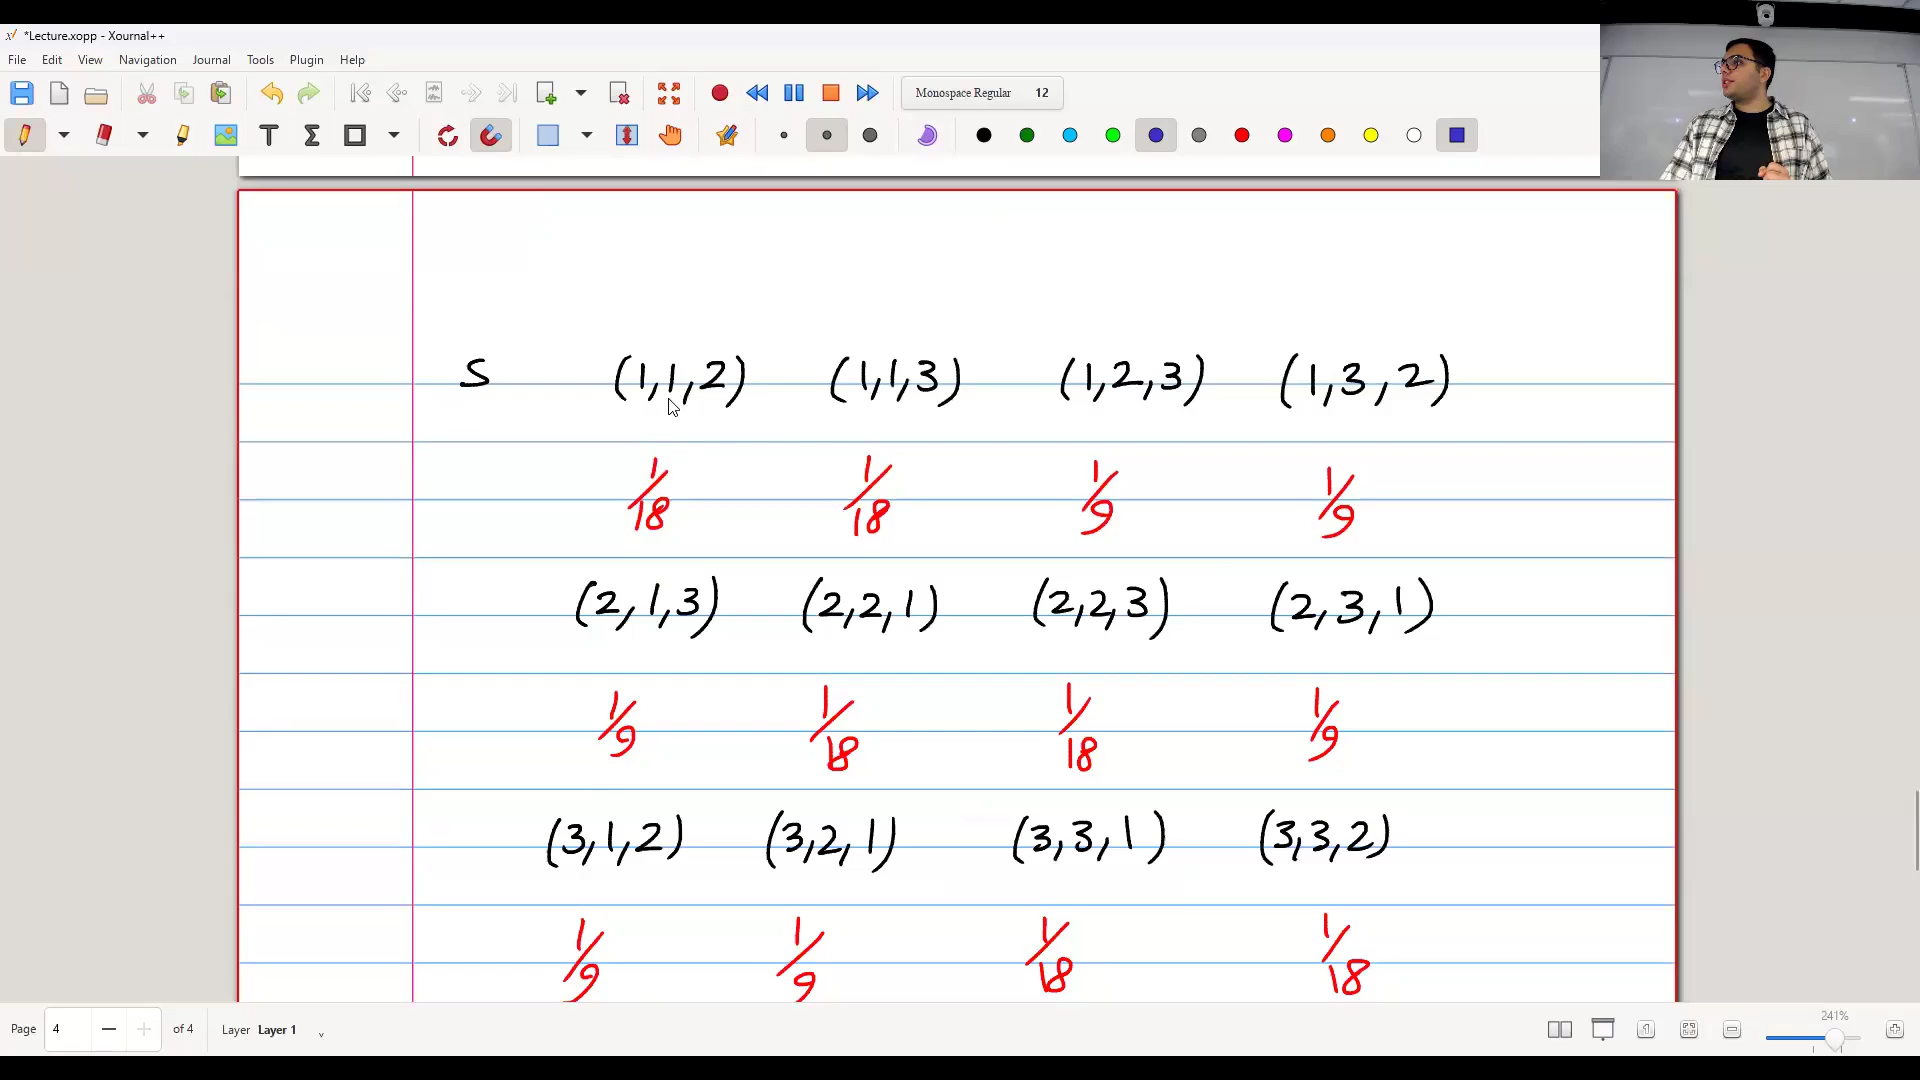 *Lecture.xopp - Xournal++
File Edit View Navigation Journal Tools Plugin Help
Monospace Regular 12
S (1,1,2) (1,1,3) (1,2,3) (1,3,2)
1/18 1/18 1/9 1/9
(2,1,3) (2,2,1) (2,2,3) (2,3,1)
1/9 1/18 1/18 1/9
(3,1,2) (3,2,1) (3,3,1) (3,3,2)
1/9 1/9 1/18 1/18
Page 4 of 4 Layer Layer 1 241%